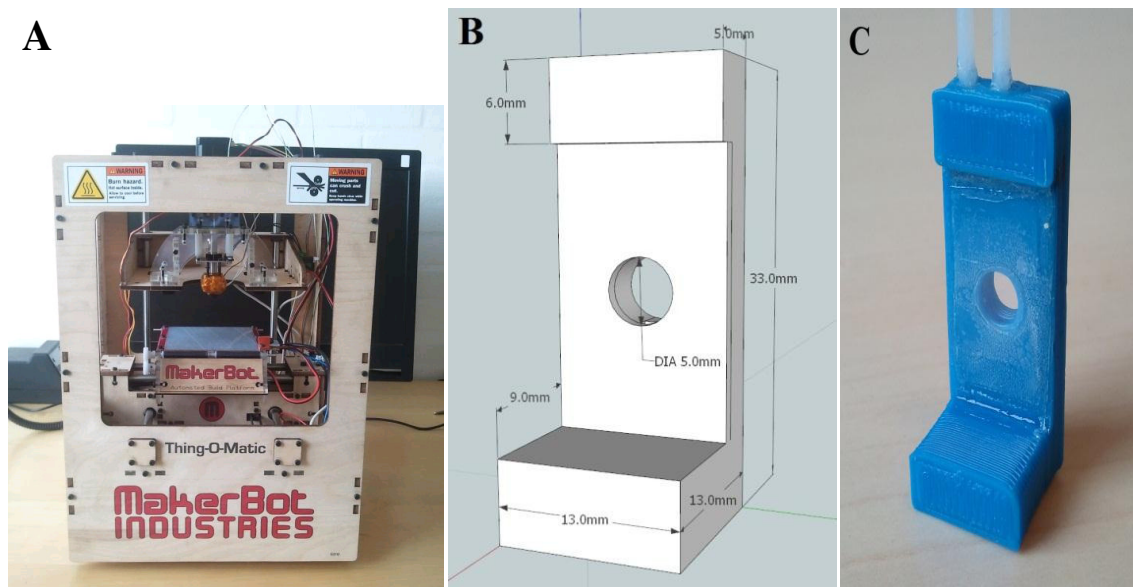 A
WARNING
Burn hazard.
WARNING
Moving parts
can crush and
cut.
MakerBot
M
Thing-O-Matic
MakerBot
INDUSTRIES
B
5.0mm
6.0mm
33.0mm
DIA 5.0mm
9.0mm
13.0mm
13.0mm
C